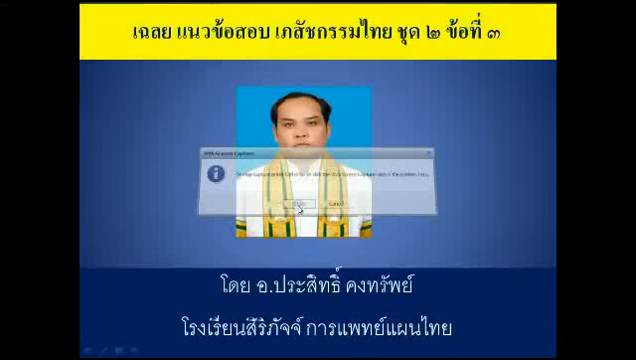 เฉลย แนวข้อสอบ เภสัชกรรมไทย ชุด ๒ ข้อที่ ๓
Cancel
โดย อ.ประสิทธิ์ คงทรัพย์
โรงเรียนสิริภัจจ์ การแพทย์แผนไทย